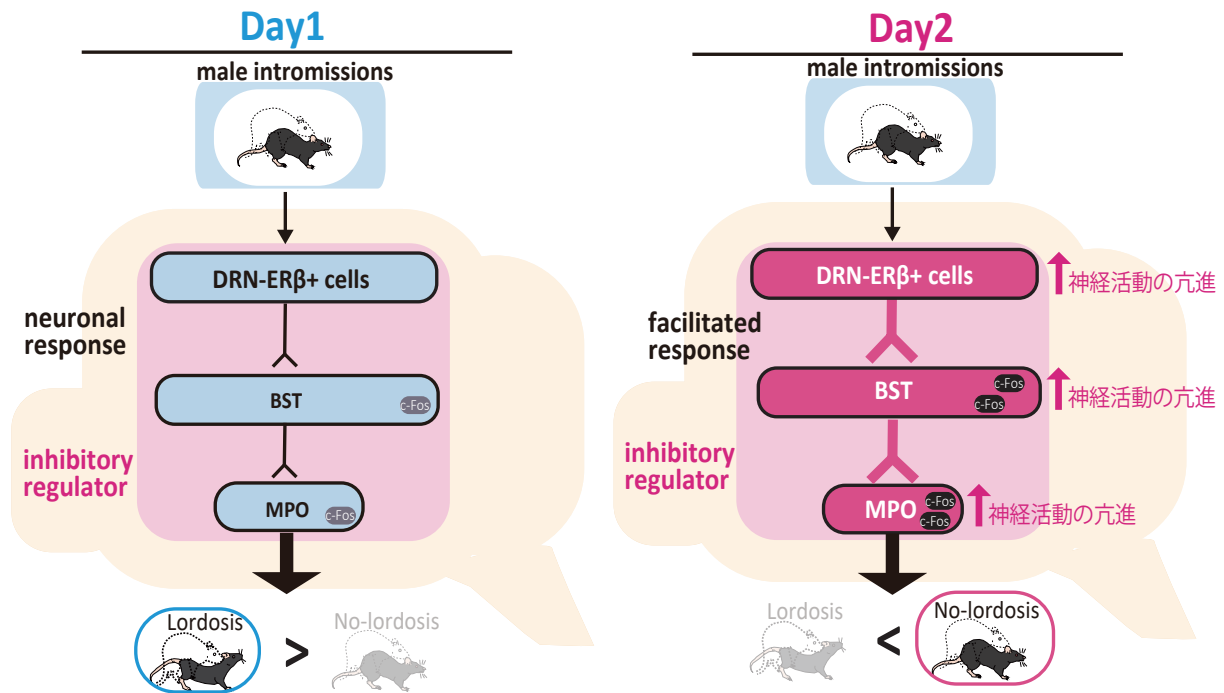 Day1
male intromissions
DRN-ERβ+ cells
neuronal
response
BST
c-Fos
inhibitory
regulator
MPO
c-Fos
Lordosis
>
No-lordosis
Day2
male intromissions
DRN-ERβ+ cells
神経活動の亢進
facilitated
response
BST
c-Fos
c-Fos
神経活動の亢進
inhibitory
regulator
MPO
c-Fos
c-Fos
神経活動の亢進
Lordosis
<
No-lordosis